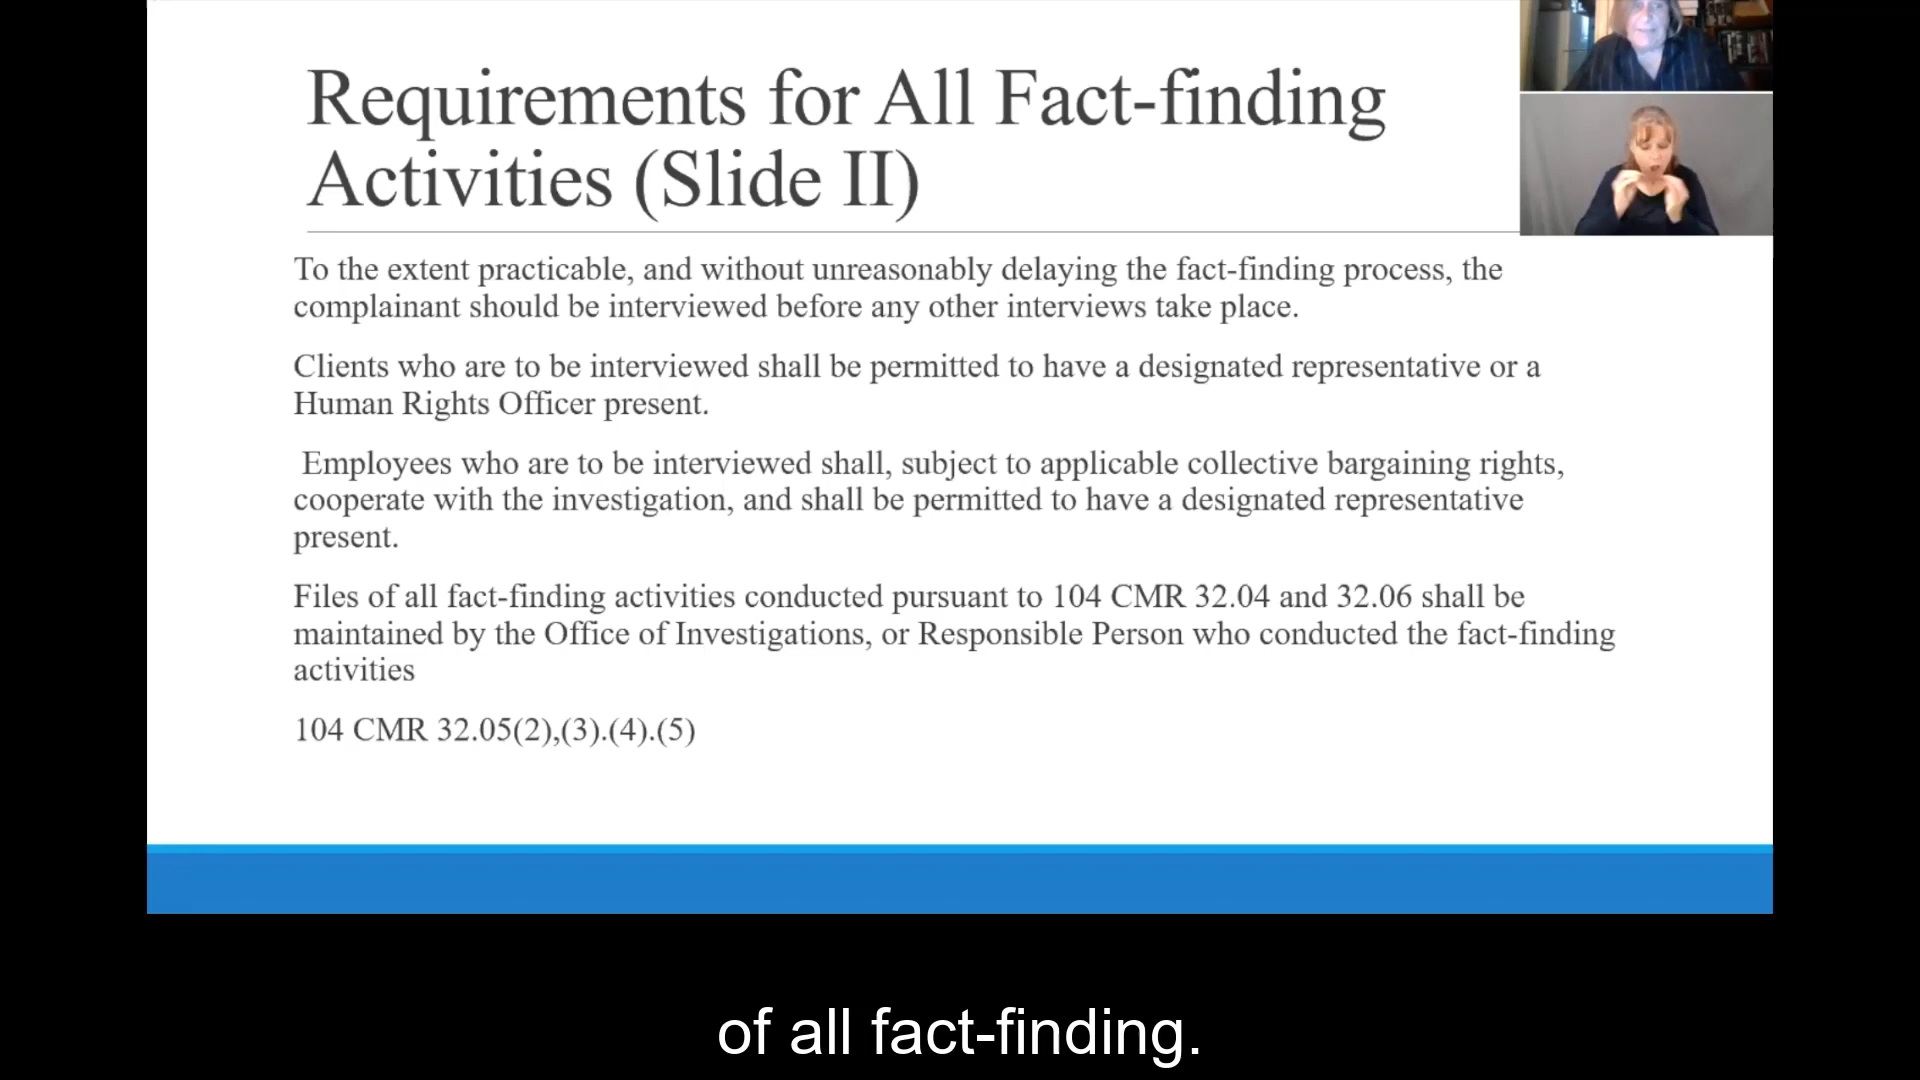 Requirements for All Fact-finding
Activities (Slide II)
To the extent practicable, and without unreasonably delaying the fact-finding process, the
complainant should be interviewed before any other interviews take place.
Clients who are to be interviewed shall be permitted to have a designated representative or a
Human Rights Officer present.
Employees who are to be interviewed shall, subject to applicable collective bargaining rights,
cooperate with the investigation, and shall be permitted to have a designated representative
present.
Files of all fact-finding activities conducted pursuant to 104 CMR 32.04 and 32.06 shall be
maintained by the Office of Investigations, or Responsible Person who conducted the fact-finding
activities
104 CMR 32.05(2),(3).(4).(5)
of all fact-finding.